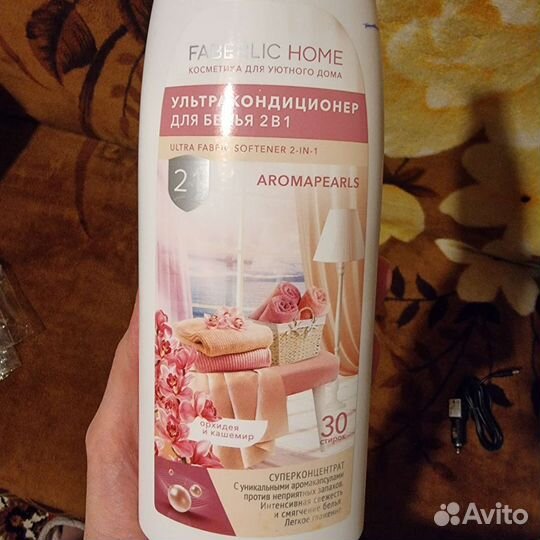 FABERLIC HOME
КОСМЕТИКА ДЛЯ УЮТНОГО ДОМА
УЛЬТРАКОНДИЦИОНЕР
ДЛЯ БЕЛЬЯ 2В1
ULTRA FABRIC SOFTENER 2-IN-1
AROMAPEARLS
орхидея
и кашемир
30
стирок
СУПЕРКОНЦЕНТРАТ
С уникальными аромакапсулами
против неприятных запахов.
Интенсивная свежесть
и смягчение белья.
Легкое глажение.
Avito